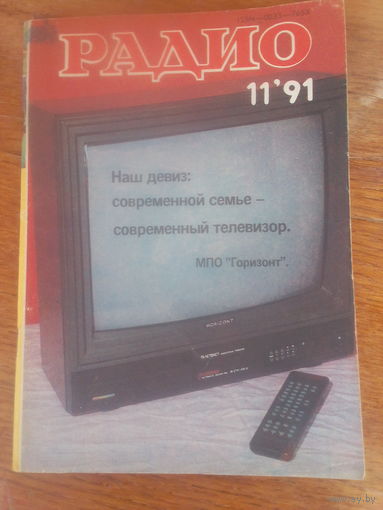 РАДИО
11'91
Наш девиз:
современной семье –
современный телевизор.
МПО "Горизонт".
HORIZONT